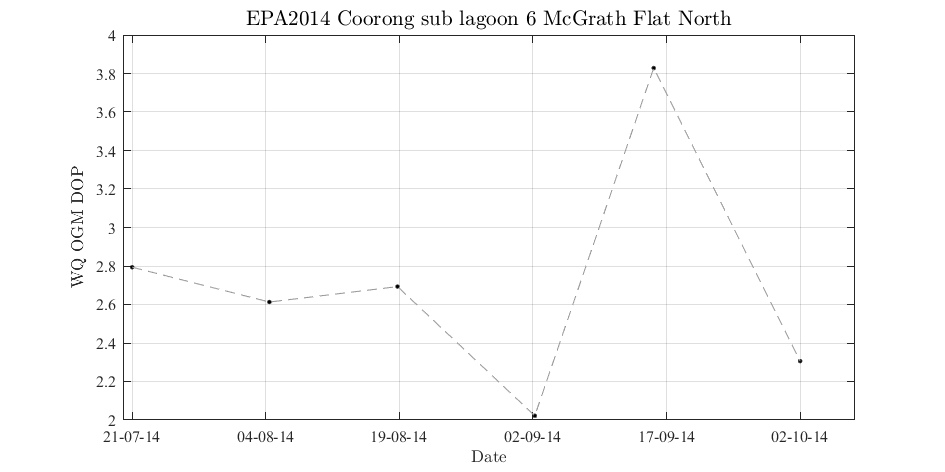 EPA2014 Coorong sub lagoon 6 McGrath Flat North
4
3.8
3.6
3.4
3.2
3
2.8
2.6
2.4
2.2
2
WQ OGM DOP
21-07-14 04-08-14 19-08-14 02-09-14 17-09-14 02-10-14
Date